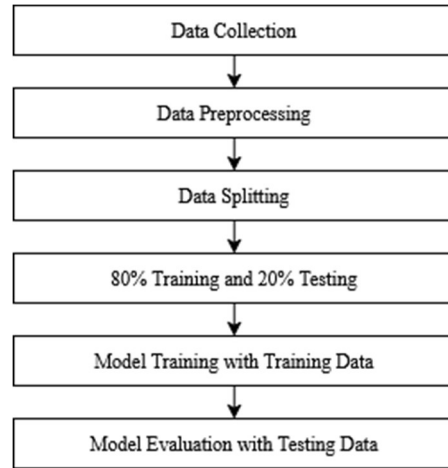 Data Collection
Data Preprocessing
Data Splitting
80% Training and 20% Testing
Model Training with Training Data
Model Evaluation with Testing Data